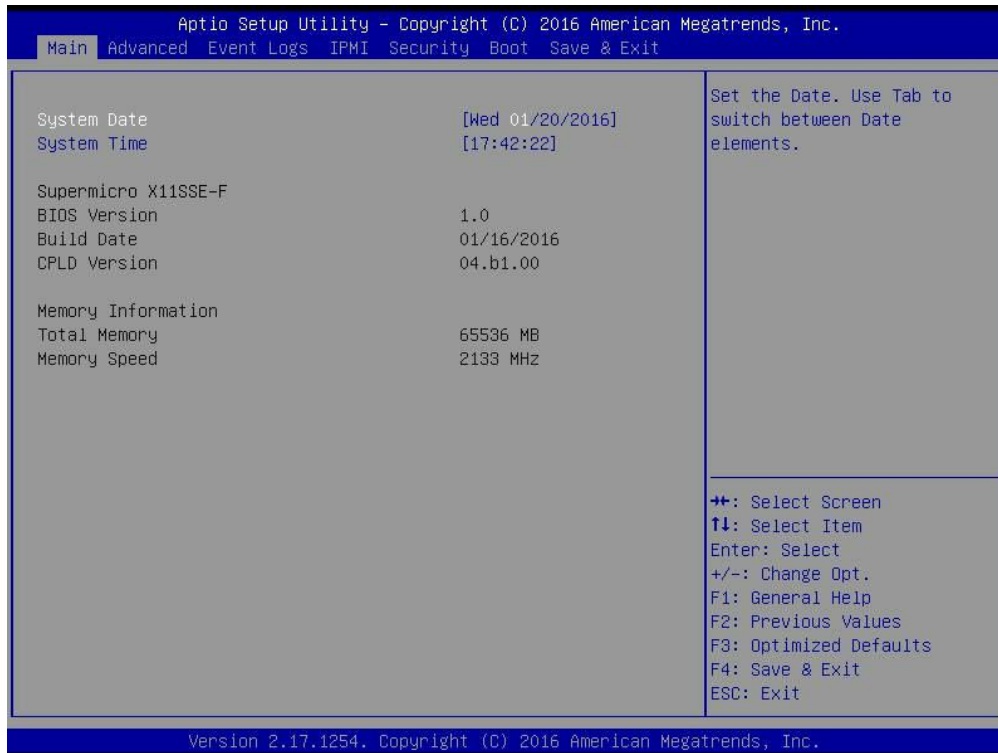 Aptio Setup Utility – Copyright (C) 2016 American Megatrends, Inc.
Main Advanced Event Logs IPMI Security Boot Save & Exit
System Date [Wed 01/20/2016]
System Time [17:42:22]
Supermicro X11SSE-F
BIOS Version 1.0
Build Date 01/16/2016
CPLD Version 04.b1.00
Memory Information
Total Memory 65536 MB
Memory Speed 2133 MHz
Set the Date. Use Tab to
switch between Date
elements.
→←: Select Screen
↑↓: Select Item
Enter: Select
+/-: Change Opt.
F1: General Help
F2: Previous Values
F3: Optimized Defaults
F4: Save & Exit
ESC: Exit
Version 2.17.1254. Copyright (C) 2016 American Megatrends, Inc.